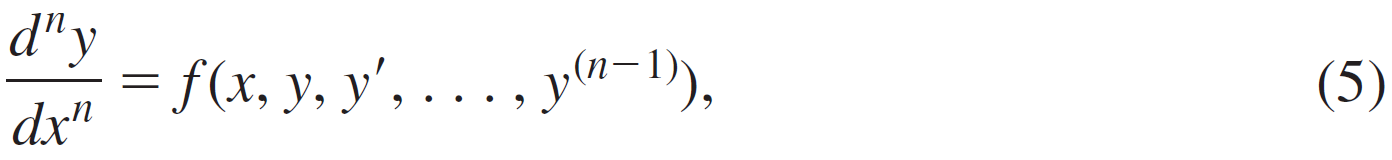 dⁿy/dxⁿ = f(x, y, y′, . . . , y⁽ⁿ⁻¹⁾), (5)